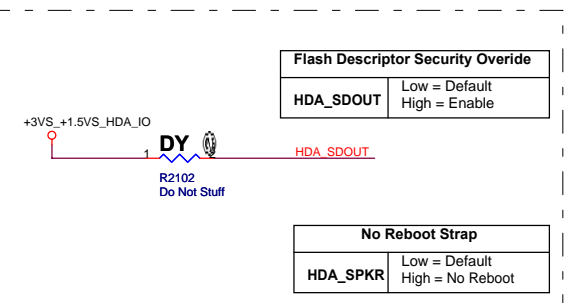 Flash Descriptor Security Overide
HDA_SDOUT
Low = Default
High = Enable
+3VS_+1.5VS_HDA_IO
DY
1
HDA_SDOUT
R2102
Do Not Stuff
No Reboot Strap
HDA_SPKR
Low = Default
High = No Reboot